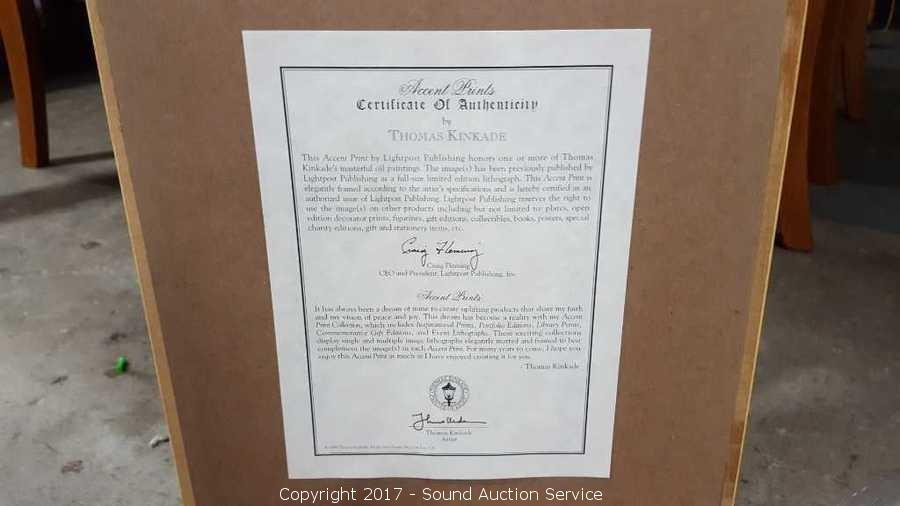 Accent Prints
Certificate Of Authenticity
by
THOMAS KINKADE
This Accent Print by Lightpost Publishing honors one or more of Thomas
Kinkade's masterful oil paintings. The image(s) has been previously published by
Lightpost Publishing as a full-size limited edition lithograph. This Accent Print is
elegantly framed according to the artist's specifications and is hereby certified as an
authorized issue of Lightpost Publishing. Lightpost Publishing reserves the right to
use the image(s) on other products including but not limited to: plates, open
edition decorator prints, figurines, gift editions, collectibles, books, posters, special
charity editions, gift and stationery items, etc.
Craig Fleming
Craig Fleming
CEO and President, Lightpost Publishing, Inc.
Accent Prints
It has always been a dream of mine to create uplifting products that share my faith
and my vision of peace and joy. This dream has become a reality with my Accent
Print Collection, which includes Inspirational Prints, Portfolio Editions, Library Prints,
Commemorative Gift Editions, and Event Lithographs. These exciting collections
display single and multiple image lithographs elegantly matted and framed to best
complement the image(s) in each Accent Print. For many years to come, I hope you
enjoy this Accent Print as much as I have enjoyed creating it for you.
- Thomas Kinkade
THOMAS KINKADE
Thomas Kinkade
Artist
Copyright 2017 - Sound Auction Service